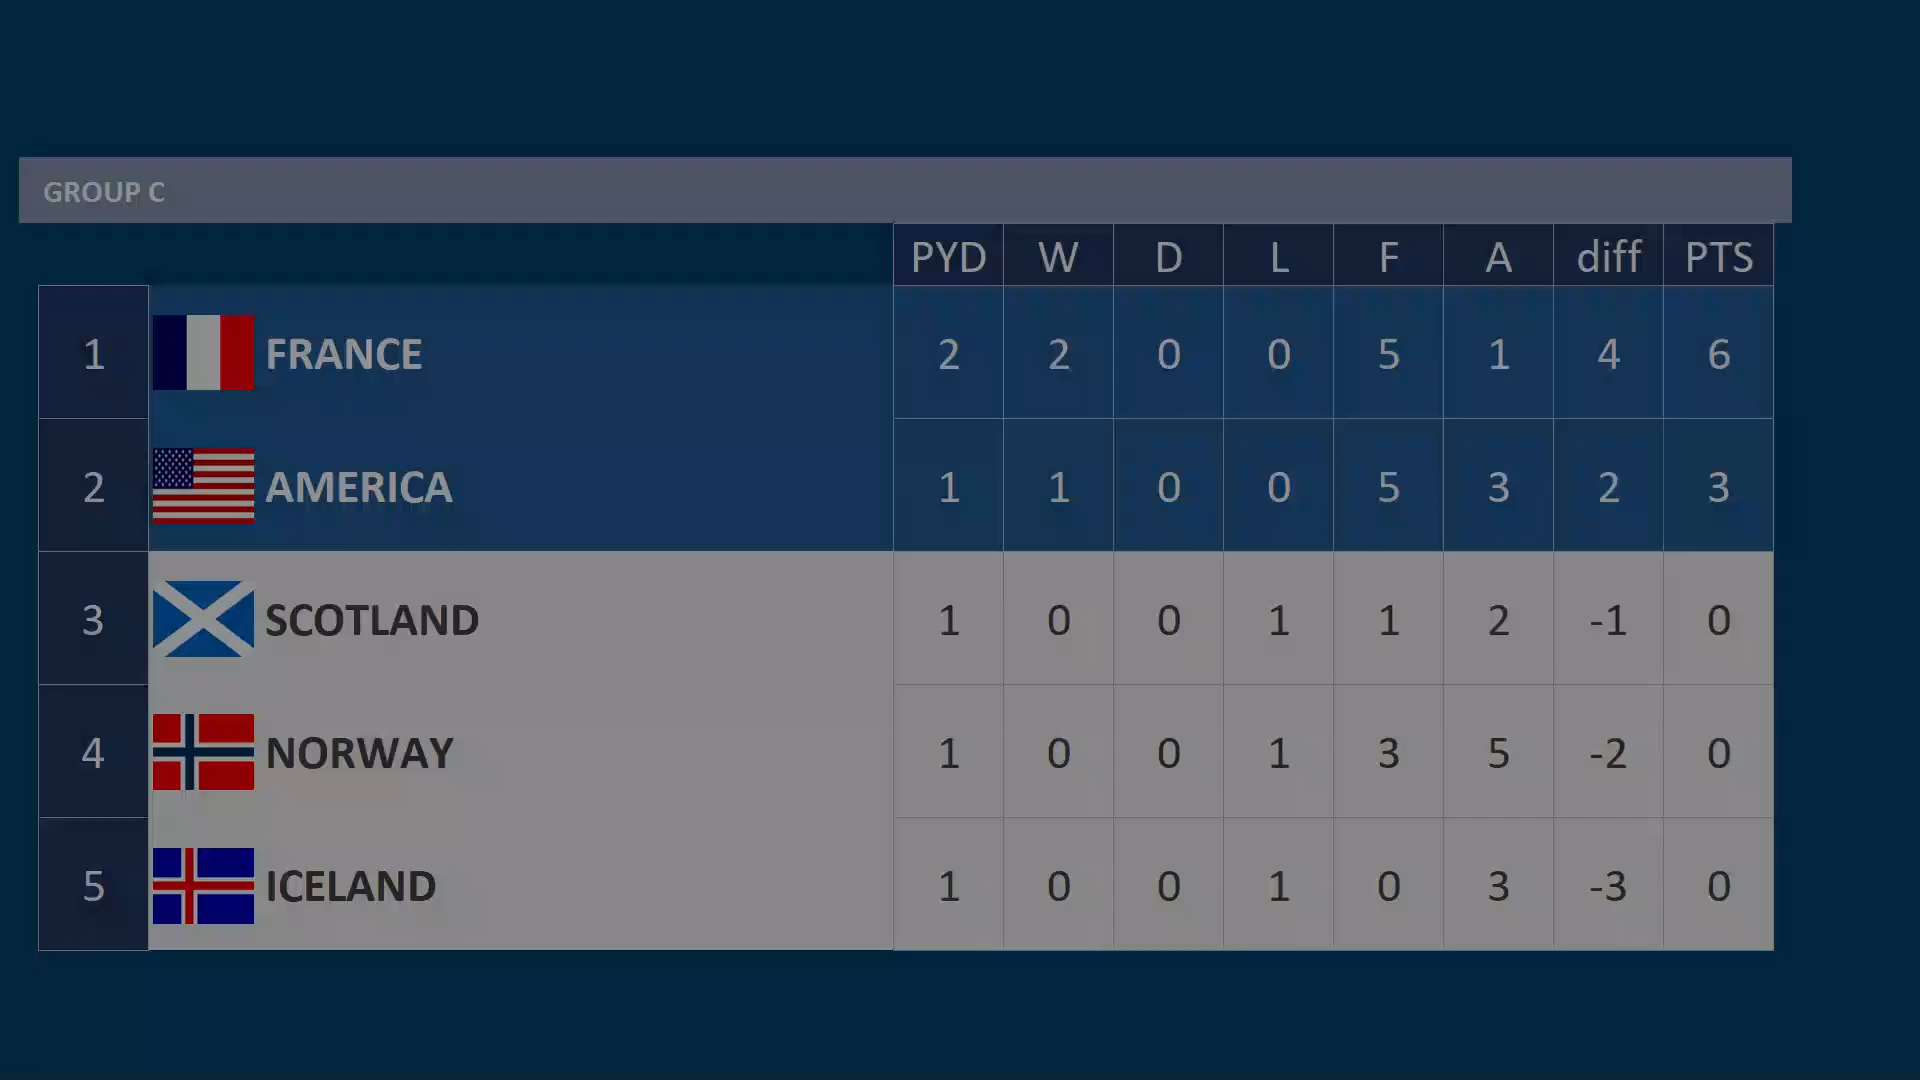 GROUP C
PYD W D L F A diff PTS
1 FRANCE 2 2 0 0 5 1 4 6
2 AMERICA 1 1 0 0 5 3 2 3
3 SCOTLAND 1 0 0 1 1 2 -1 0
4 NORWAY 1 0 0 1 3 5 -2 0
5 ICELAND 1 0 0 1 0 3 -3 0